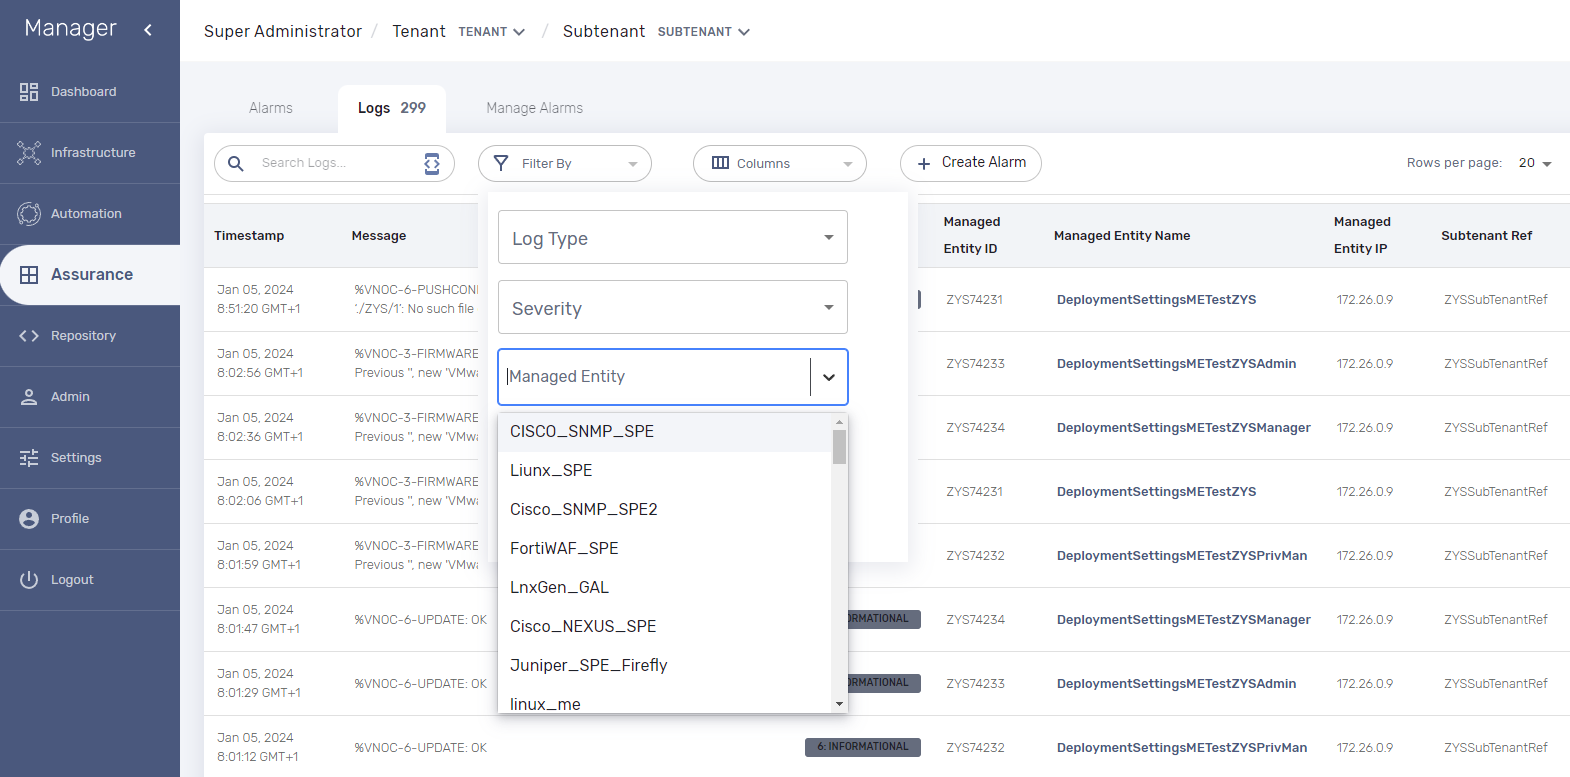 Manager
Super Administrator / Tenant TENANT / Subtenant SUBTENANT
Dashboard
Infrastructure
Automation
Assurance
Repository
Admin
Settings
Profile
Logout
Alarms Logs 299 Manage Alarms
Search Logs... Filter By Columns + Create Alarm Rows per page: 20
Timestamp Message Managed Entity ID Managed Entity Name Managed Entity IP Subtenant Ref
Log Type
Severity
Managed Entity
CISCO_SNMP_SPE
Liunx_SPE
Cisco_SNMP_SPE2
FortiWAF_SPE
LnxGen_GAL
Cisco_NEXUS_SPE
Juniper_SPE_Firefly
linux_me
Jan 05, 2024 %VNOC-6-PUSHCON
8:51:20 GMT+1 './ZYS/1': No such file
ZYS74231 DeploymentSettingsMETestZYS 172.26.0.9 ZYSSubTenantRef
Jan 05, 2024 %VNOC-3-FIRMWARE
8:02:56 GMT+1 Previous '', new 'VMwa
ZYS74233 DeploymentSettingsMETestZYSAdmin 172.26.0.9 ZYSSubTenantRef
Jan 05, 2024 %VNOC-3-FIRMWARE
8:02:36 GMT+1 Previous '', new 'VMwa
ZYS74234 DeploymentSettingsMETestZYSManager 172.26.0.9 ZYSSubTenantRef
Jan 05, 2024 %VNOC-3-FIRMWARE
8:02:06 GMT+1 Previous '', new 'VMwa
ZYS74231 DeploymentSettingsMETestZYS 172.26.0.9 ZYSSubTenantRef
Jan 05, 2024 %VNOC-3-FIRMWARE
8:01:59 GMT+1 Previous '', new 'VMwa
ZYS74232 DeploymentSettingsMETestZYSPrivMan 172.26.0.9 ZYSSubTenantRef
Jan 05, 2024
8:01:47 GMT+1
%VNOC-6-UPDATE: OK ORMATIONAL ZYS74234 DeploymentSettingsMETestZYSManager 172.26.0.9 ZYSSubTenantRef
Jan 05, 2024
8:01:29 GMT+1
%VNOC-6-UPDATE: OK ORMATIONAL ZYS74233 DeploymentSettingsMETestZYSAdmin 172.26.0.9 ZYSSubTenantRef
Jan 05, 2024
8:01:12 GMT+1
%VNOC-6-UPDATE: OK 6: INFORMATIONAL ZYS74232 DeploymentSettingsMETestZYSPrivMan 172.26.0.9 ZYSSubTenantRef